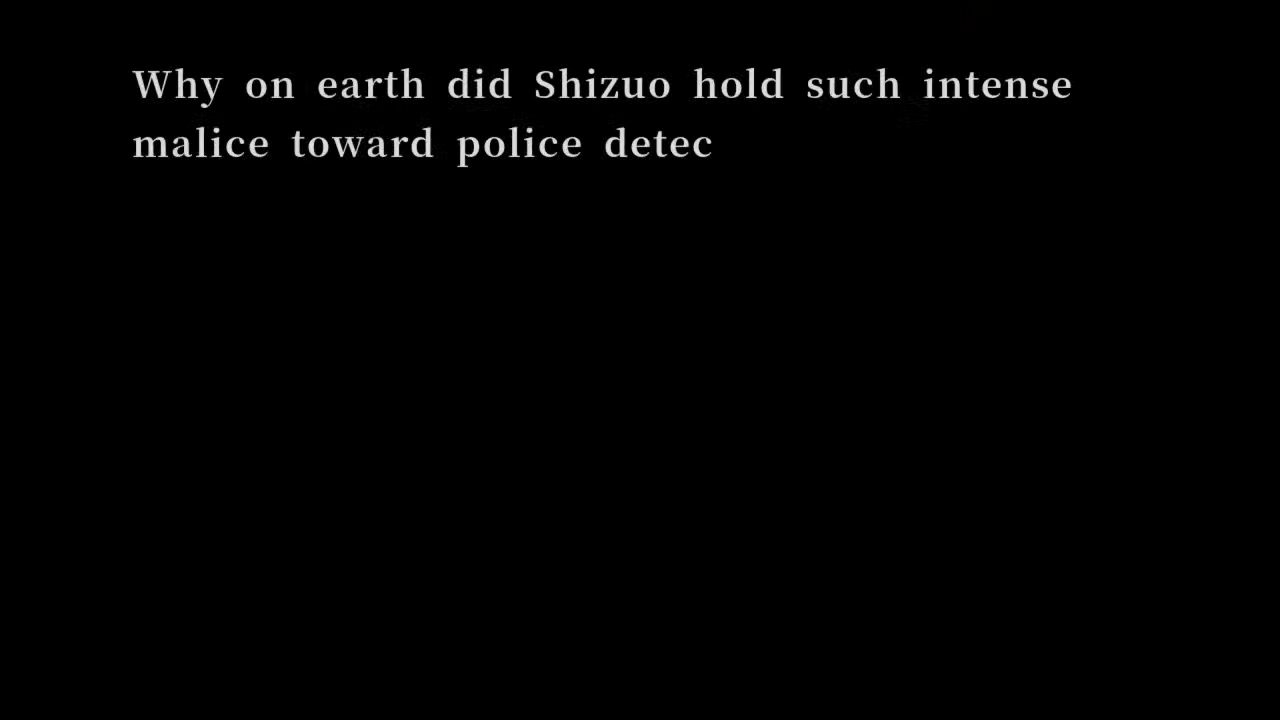 Why on earth did Shizuo hold such intense
malice toward police detec